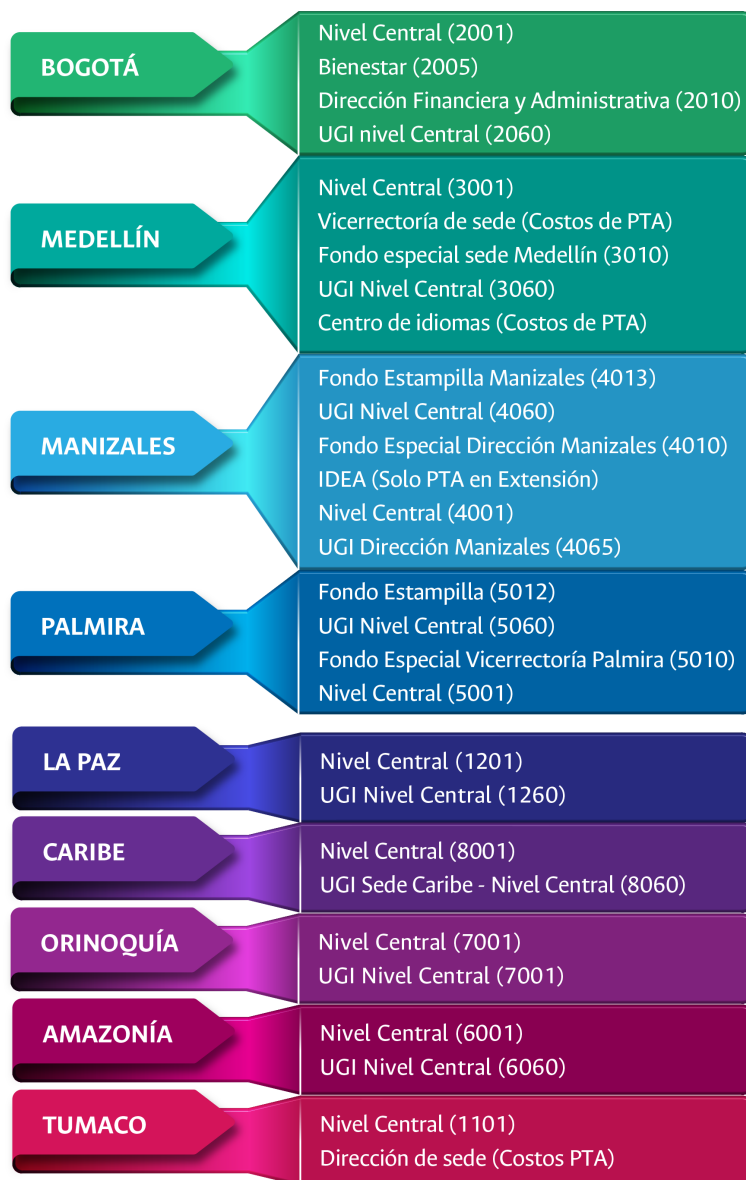 BOGOTÁ
Nivel Central (2001)
Bienestar (2005)
Dirección Financiera y Administrativa (2010)
UGI nivel Central (2060)
MEDELLÍN
Nivel Central (3001)
Vicerrectoría de sede (Costos de PTA)
Fondo especial sede Medellín (3010)
UGI Nivel Central (3060)
Centro de idiomas (Costos de PTA)
MANIZALES
Fondo Estampilla Manizales (4013)
UGI Nivel Central (4060)
Fondo Especial Dirección Manizales (4010)
IDEA (Solo PTA en Extensión)
Nivel Central (4001)
UGI Dirección Manizales (4065)
PALMIRA
Fondo Estampilla (5012)
UGI Nivel Central (5060)
Fondo Especial Vicerrectoría Palmira (5010)
Nivel Central (5001)
LA PAZ
Nivel Central (1201)
UGI Nivel Central (1260)
CARIBE
Nivel Central (8001)
UGI Sede Caribe - Nivel Central (8060)
ORINOQUÍA
Nivel Central (7001)
UGI Nivel Central (7001)
AMAZONÍA
Nivel Central (6001)
UGI Nivel Central (6060)
TUMACO
Nivel Central (1101)
Dirección de sede (Costos PTA)